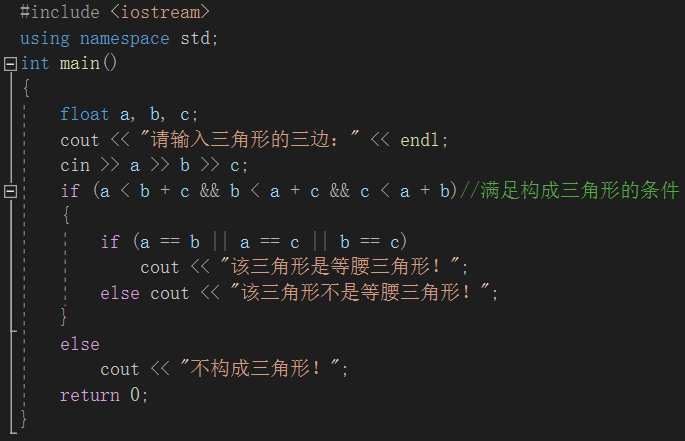 #include <iostream>
using namespace std;
int main()
{
float a, b, c;
cout << "请输入三角形的三边：" << endl;
cin >> a >> b >> c;
if (a < b + c && b < a + c && c < a + b)//满足构成三角形的条件
{
if (a == b || a == c || b == c)
cout << "该三角形是等腰三角形！";
else cout << "该三角形不是等腰三角形！";
}
else
cout << "不构成三角形！";
return 0;
}